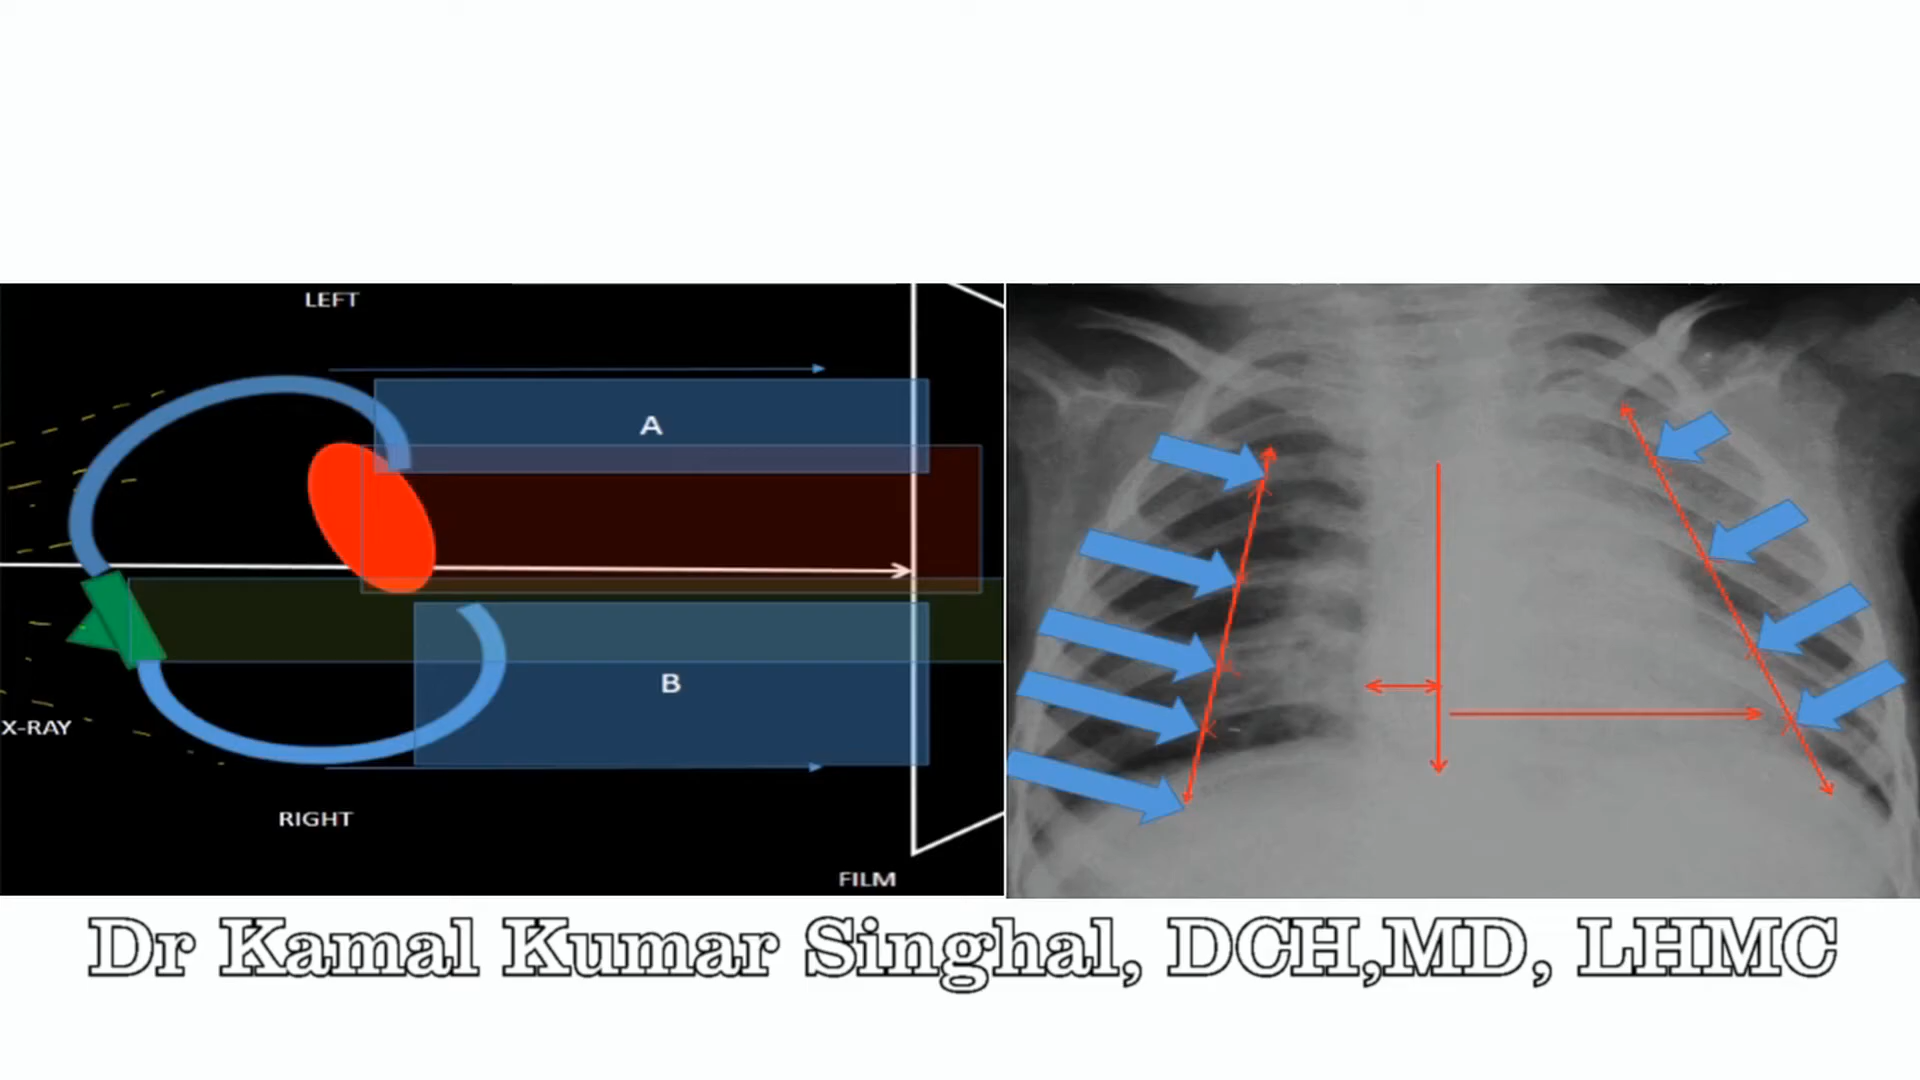 LEFT
A
B
X-RAY
RIGHT
FILM
Dr Kamal Kumar Singhal, DCH,MD, LHMC